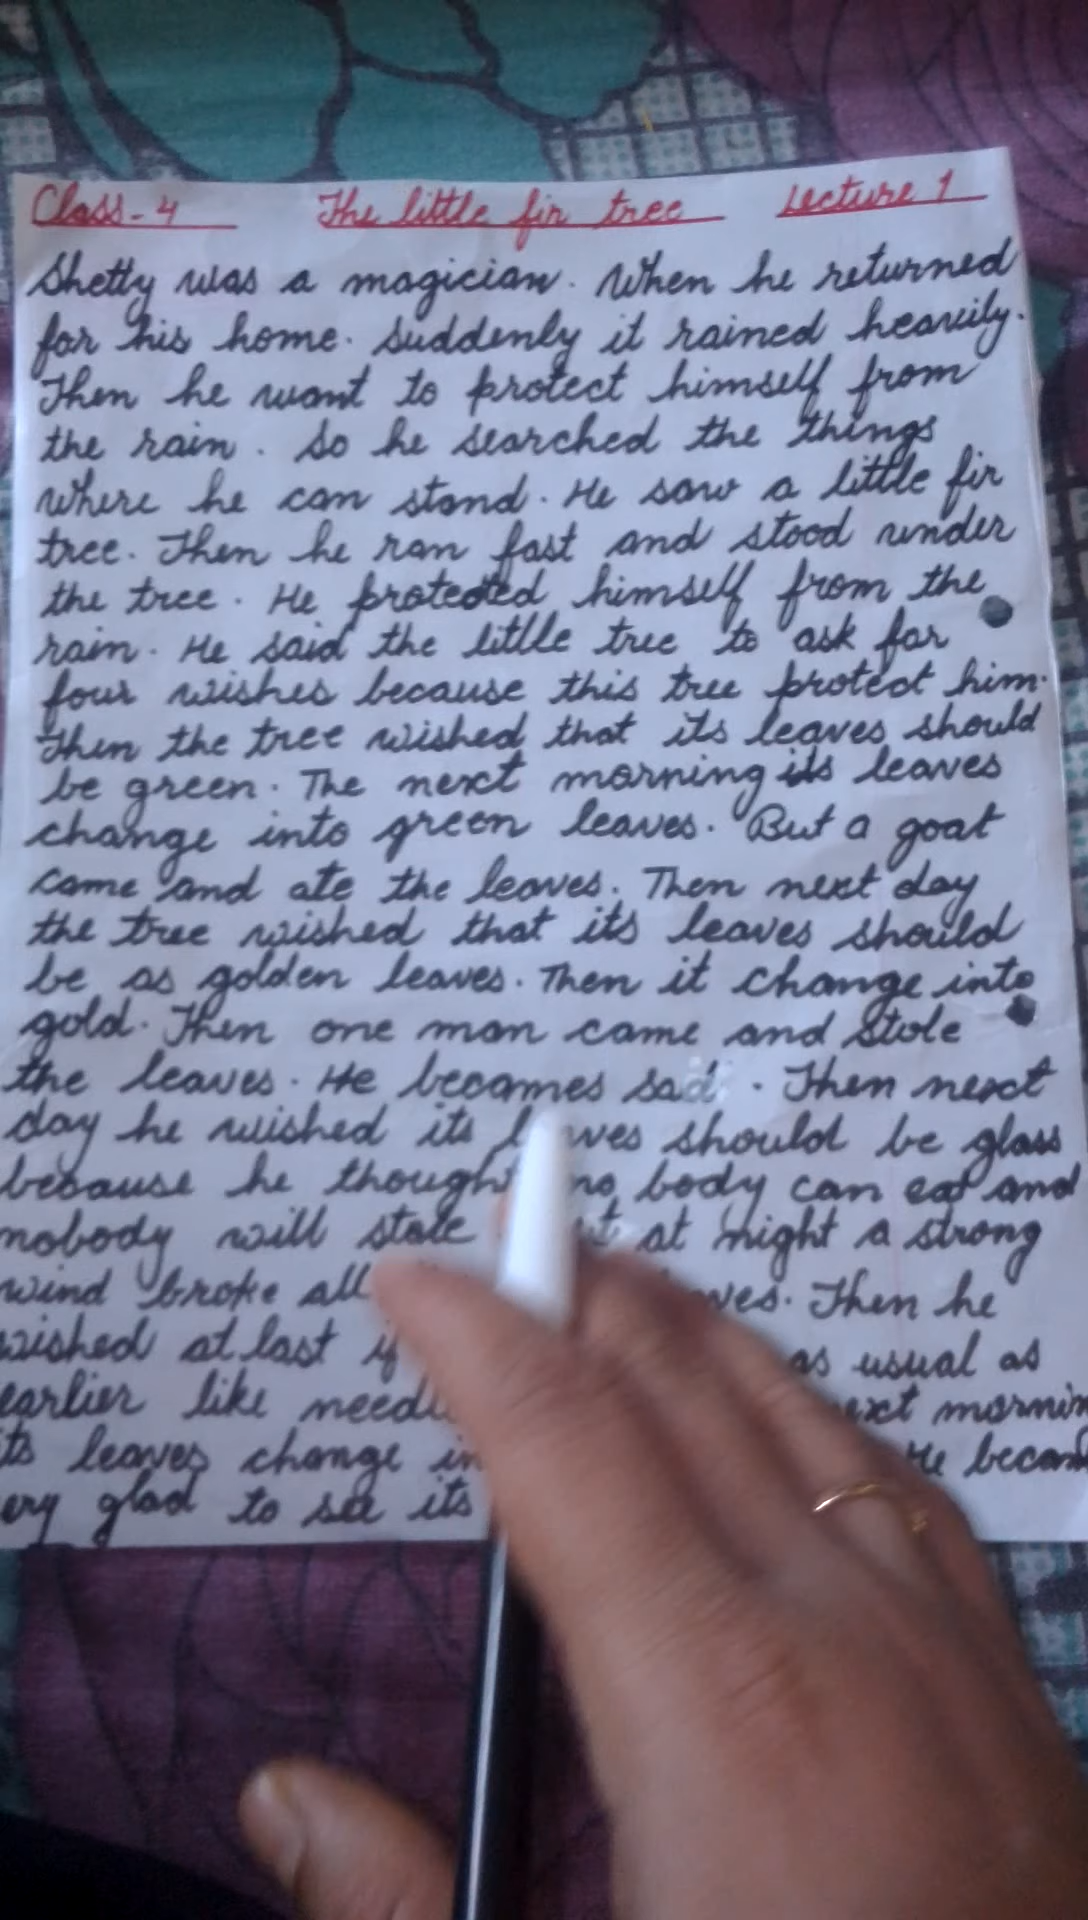 Class-4 The little fir tree Lecture 1
Shetty was a magician. When he returned
for his home. Suddenly it rained heavily.
Then he want to protect himself from
the rain. So he searched the things
where he can stand. He saw a little fir
tree. Then he ran fast and stood under
the tree. He protected himself from the
rain. He said the little tree to ask for
four wishes because this tree protect him.
Then the tree wished that its leaves should
be green. The next morning its leaves
change into green leaves. But a goat
came and ate the leaves. Then next day
the tree wished that its leaves should
be as golden leaves. Then it change into
gold. Then one man came and stole
the leaves. He becomes sad. Then next
day he wished its leaves should be glass
because he thought no body can eat and
nobody will stole at night a strong
wind broke all Then he
wished at last as usual as
earlier like
leaves change He
glad to see its